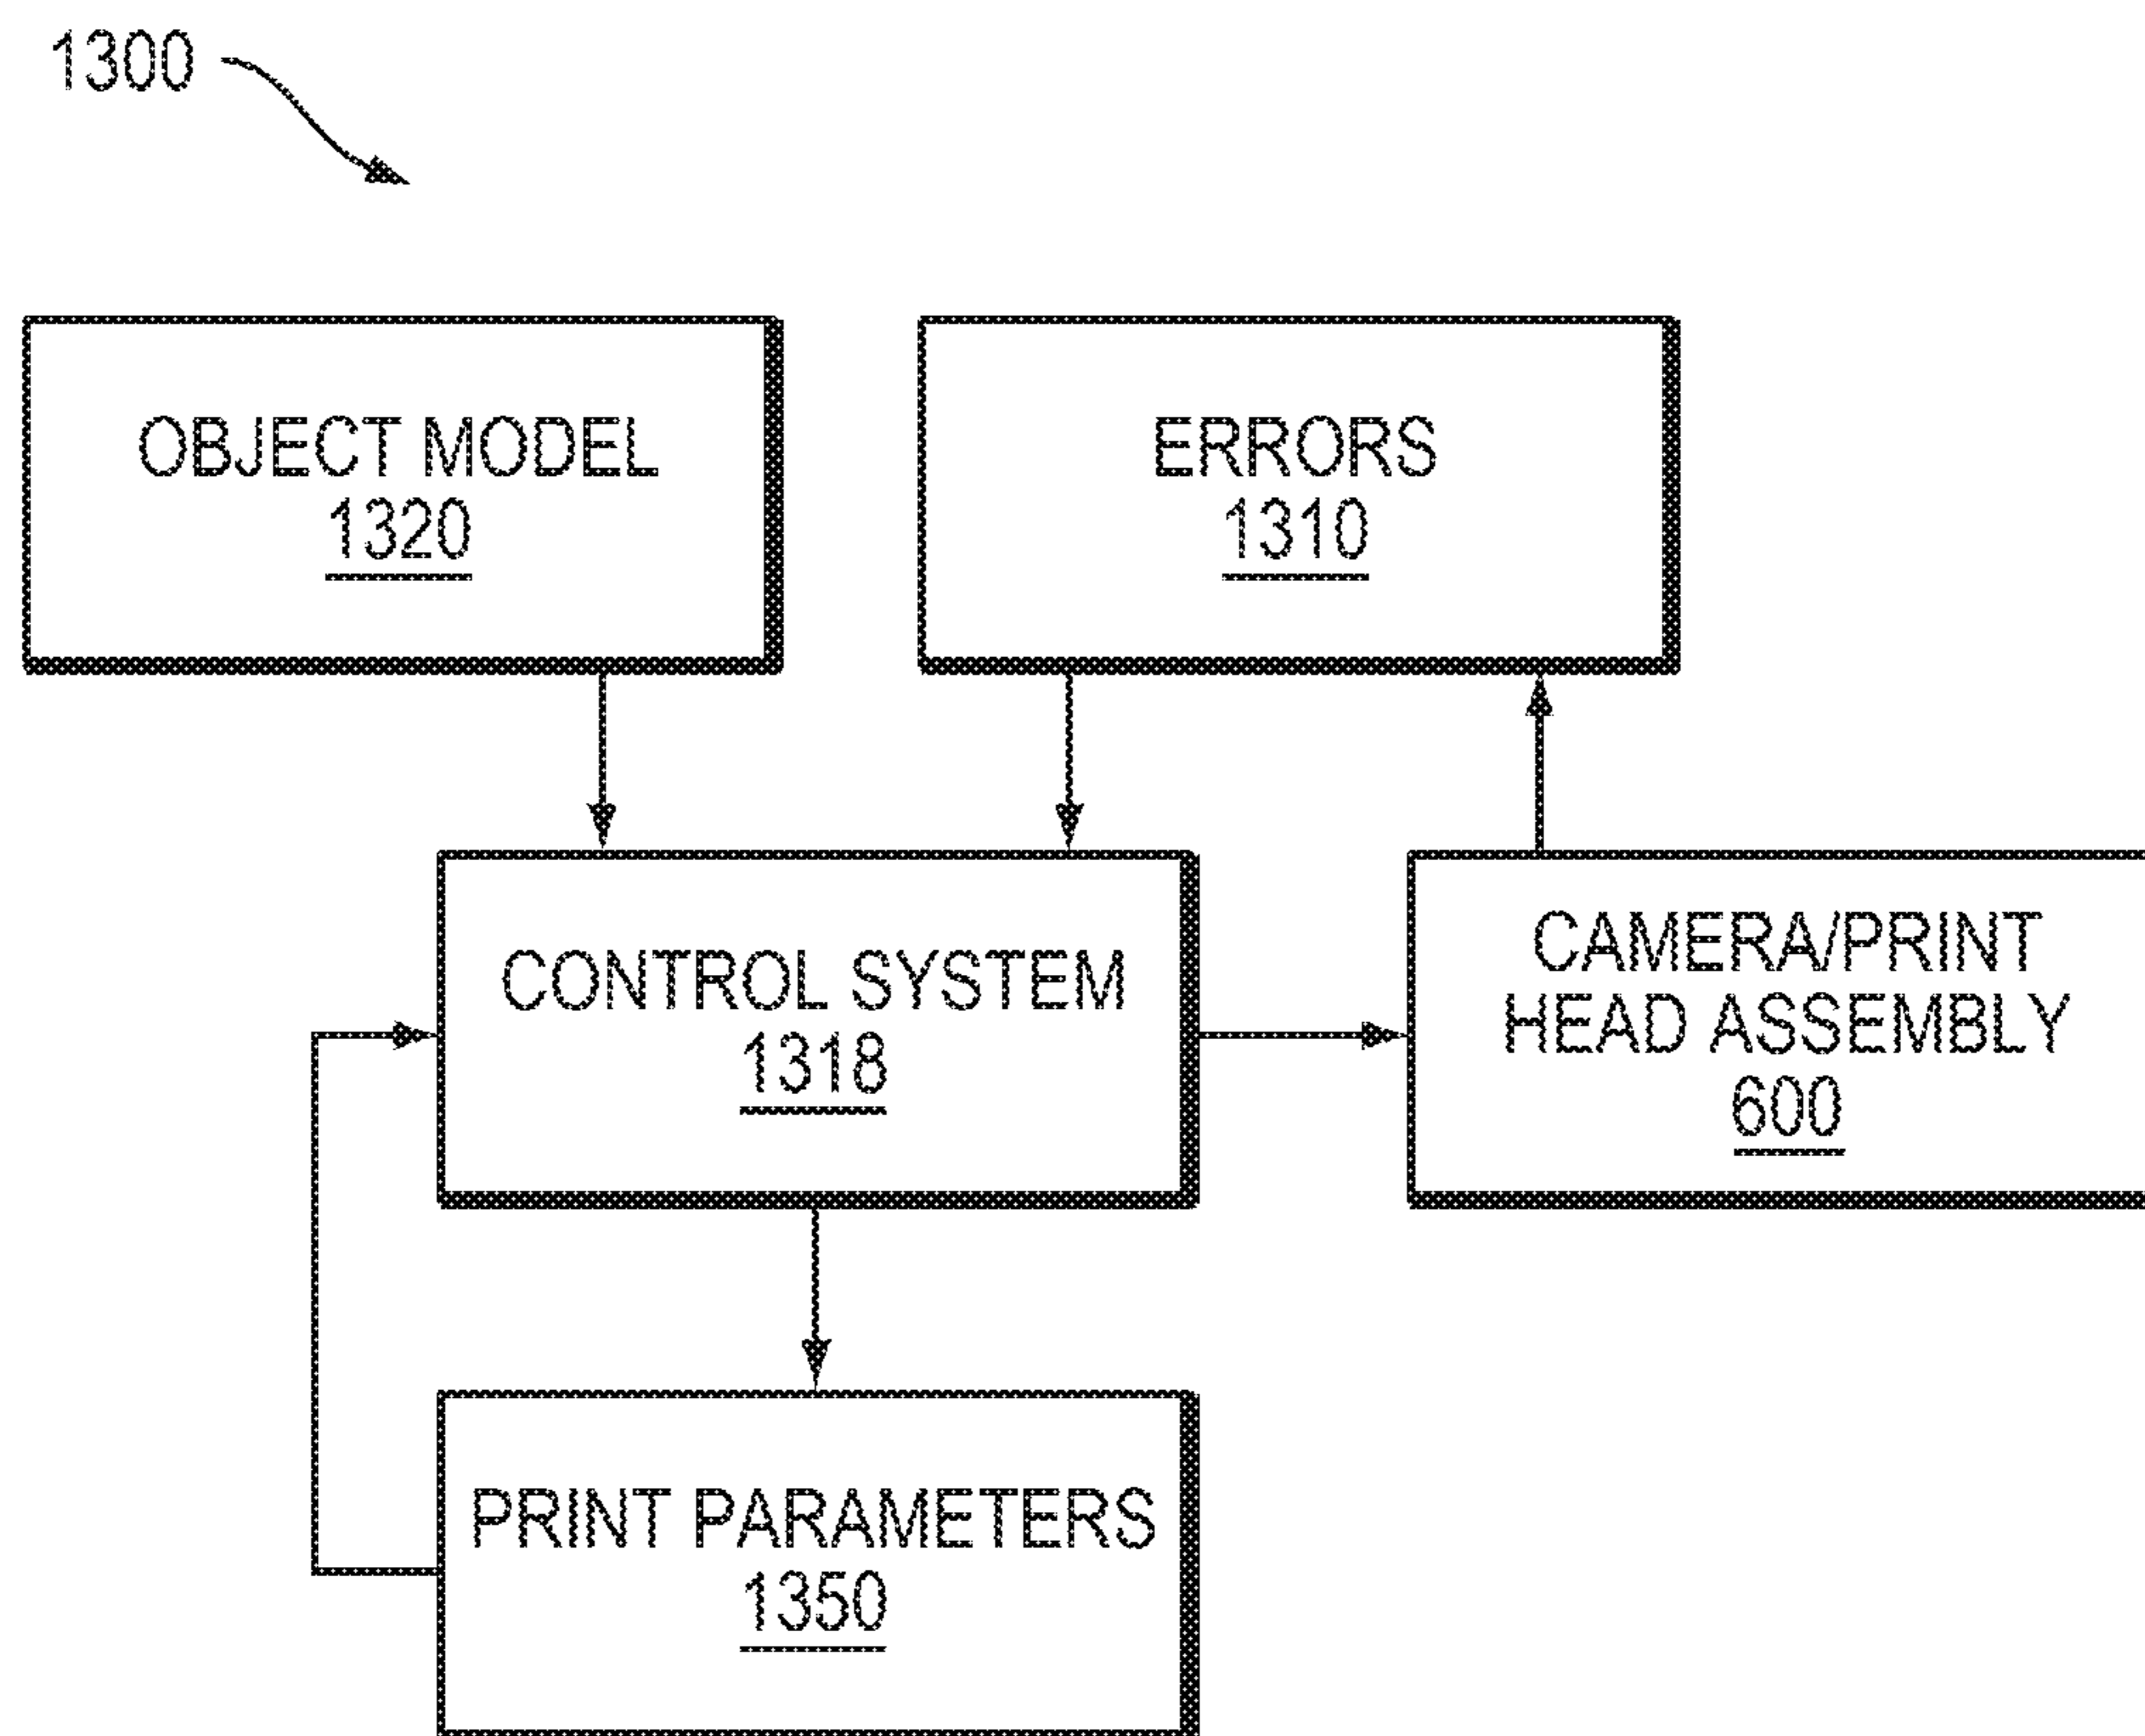 1300
OBJECT MODEL
1320
ERRORS
1310
CONTROL SYSTEM
1318
CAMERA/PRINT
HEAD ASSEMBLY
600
PRINT PARAMETERS
1350